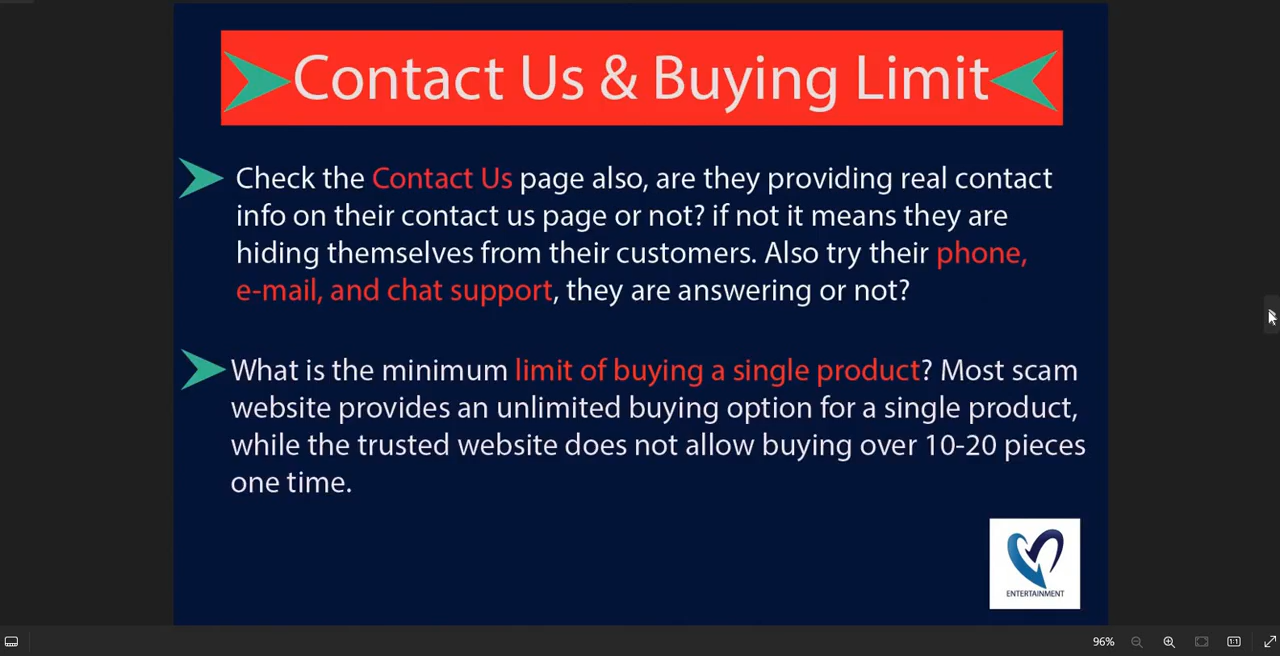 Contact Us & Buying Limit
Check the Contact Us page also, are they providing real contact
info on their contact us page or not? if not it means they are
hiding themselves from their customers. Also try their phone,
e-mail, and chat support, they are answering or not?
What is the minimum limit of buying a single product? Most scam
website provides an unlimited buying option for a single product,
while the trusted website does not allow buying over 10-20 pieces
one time.
ENTERTAINMENT
96%
1:1